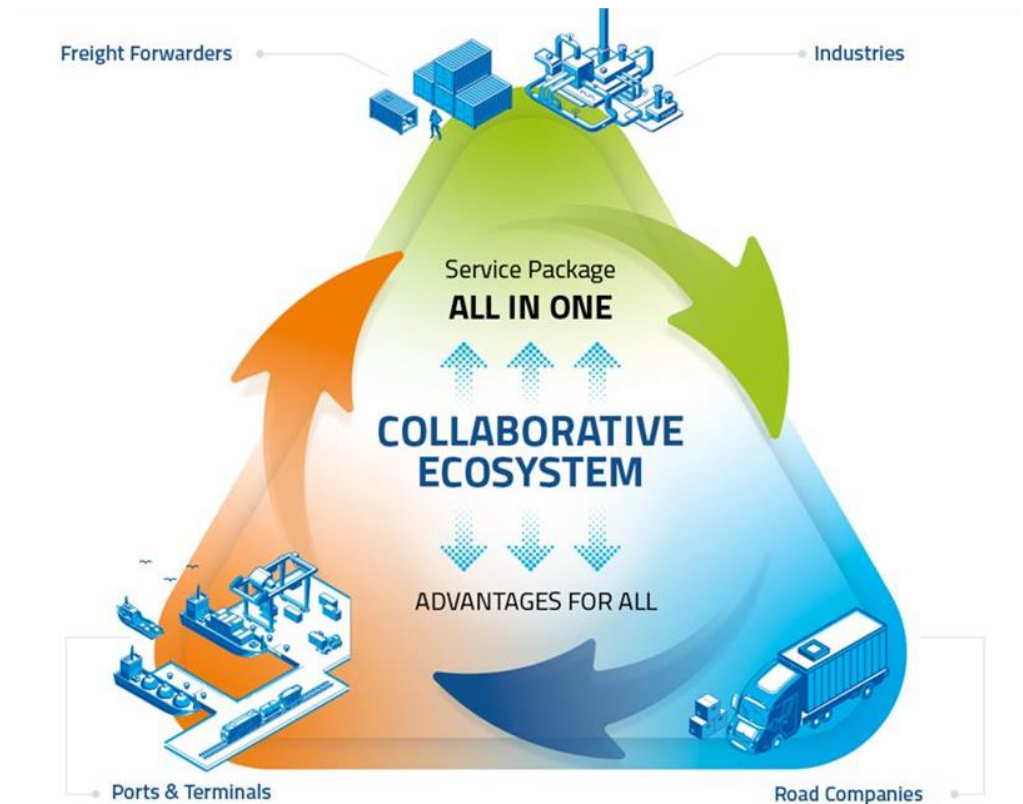 Freight Forwarders
Industries
Service Package
ALL IN ONE
COLLABORATIVE
ECOSYSTEM
ADVANTAGES FOR ALL
Ports & Terminals
Road Companies